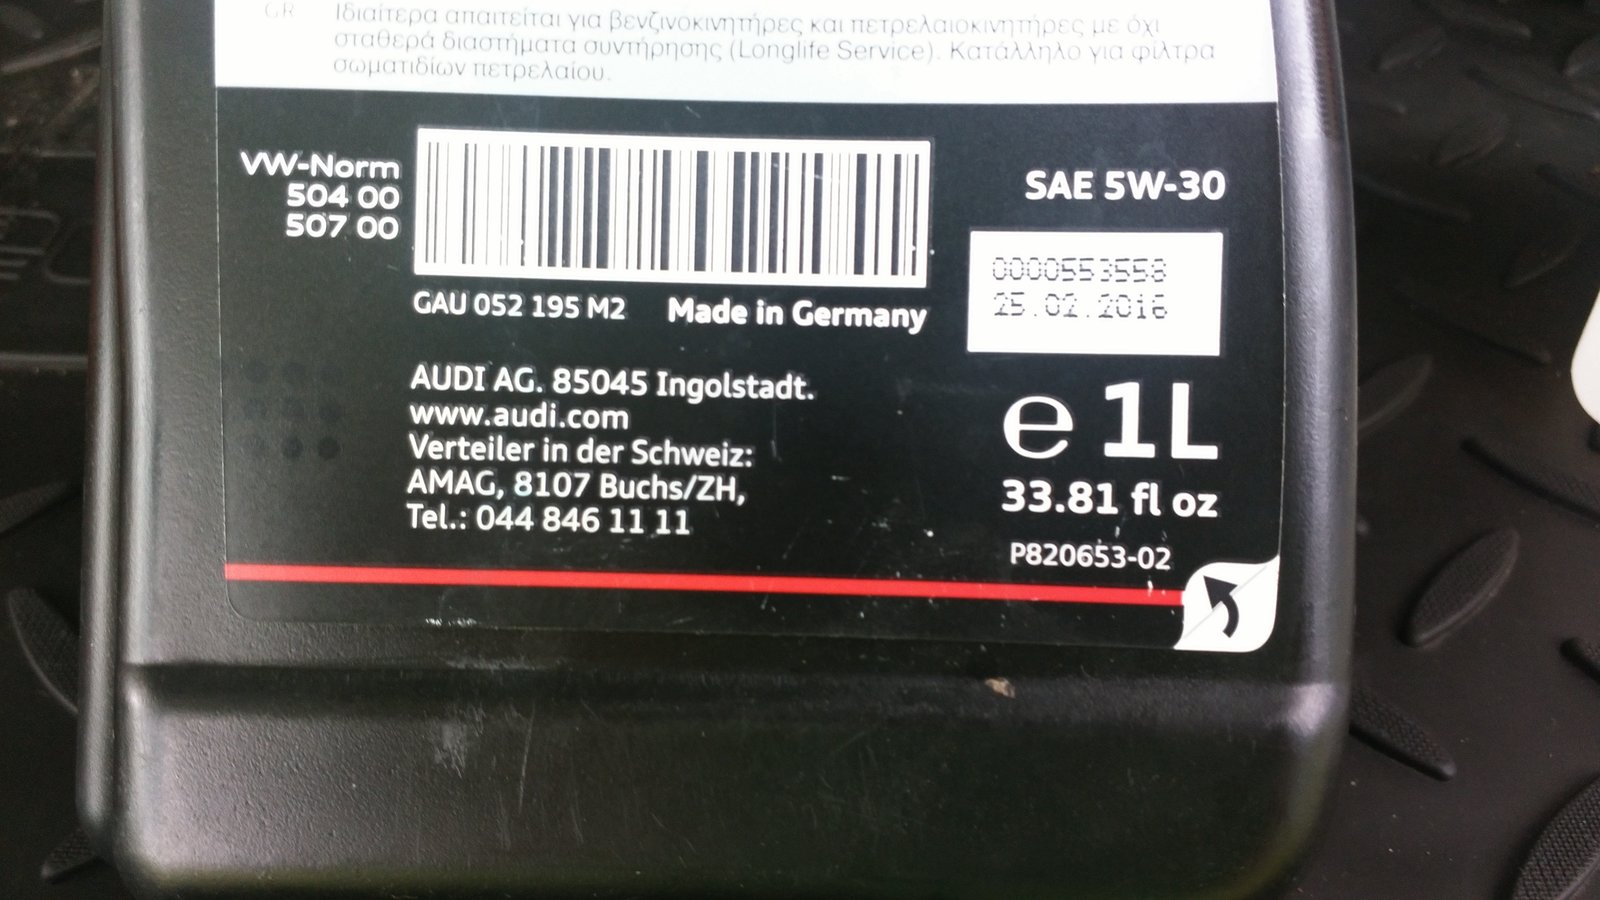 GR
Ιδιαίτερα απαιτείται για βενζινοκινητήρες και πετρελαιοκινητήρες με όχι
σταθερά διαστήματα συντήρησης (Longlife Service). Κατάλληλο για φίλτρα
σωματιδίων πετρελαίου.
VW-Norm
504 00
507 00
GAU 052 195 M2
Made in Germany
SAE 5W-30
0000553558
25.02.2016
AUDI AG. 85045 Ingolstadt.
www.audi.com
Verteiler in der Schweiz:
AMAG, 8107 Buchs/ZH,
Tel.: 044 846 11 11
e 1L
33.81 fl oz
P820653-02